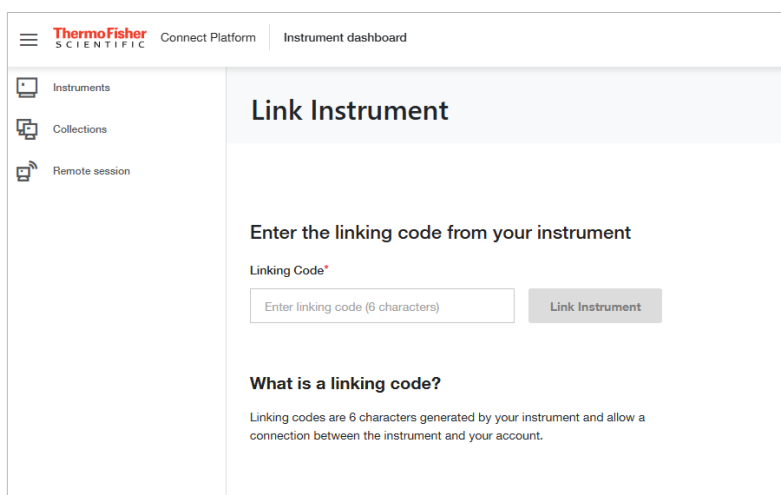 ThermoFisher
SCIENTIFIC
Connect Platform
Instrument dashboard
Instruments
Collections
Remote session
Link Instrument
Enter the linking code from your instrument
Linking Code*
Enter linking code (6 characters)
Link Instrument
What is a linking code?
Linking codes are 6 characters generated by your instrument and allow a
connection between the instrument and your account.